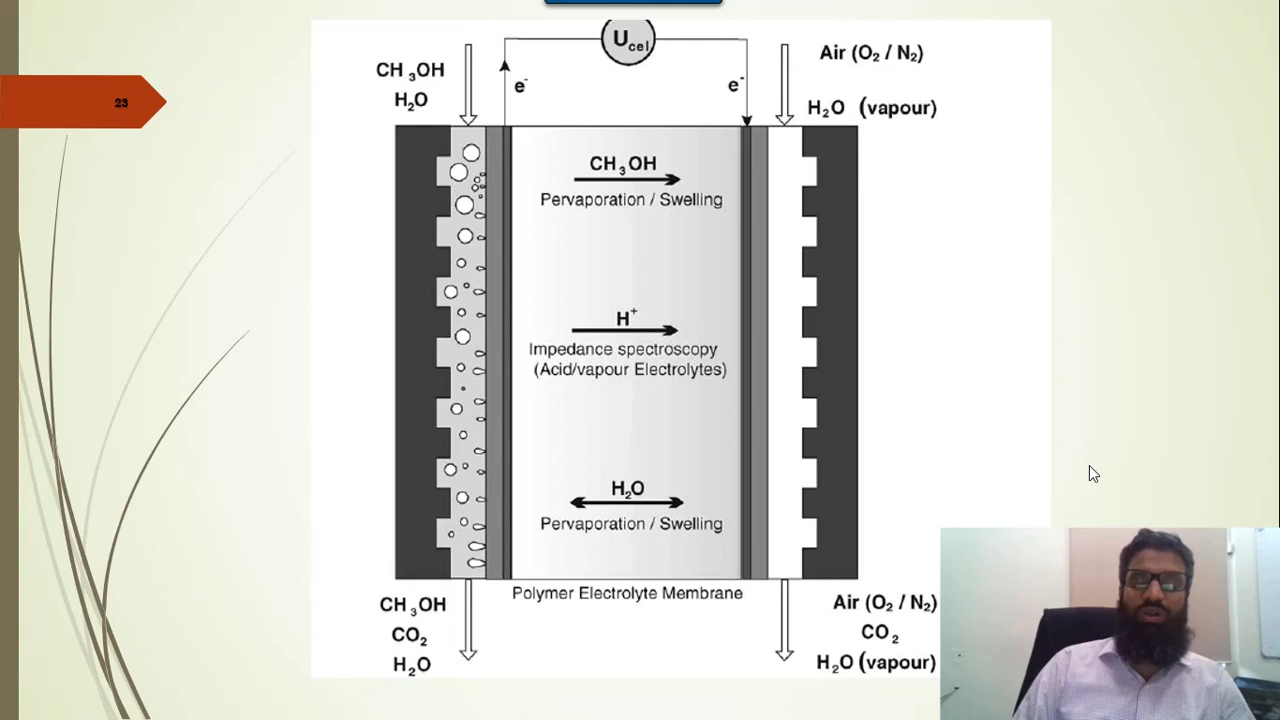 23
U cel
e-
e-
CH3OH
H2O
Air (O2 / N2)
H2O (vapour)
CH3OH
Pervaporation / Swelling
H+
Impedance spectroscopy
(Acid/vapour Electrolytes)
H2O
Pervaporation / Swelling
Polymer Electrolyte Membrane
CH3OH
CO2
H2O
Air (O2 / N2)
CO2
H2O (vapour)